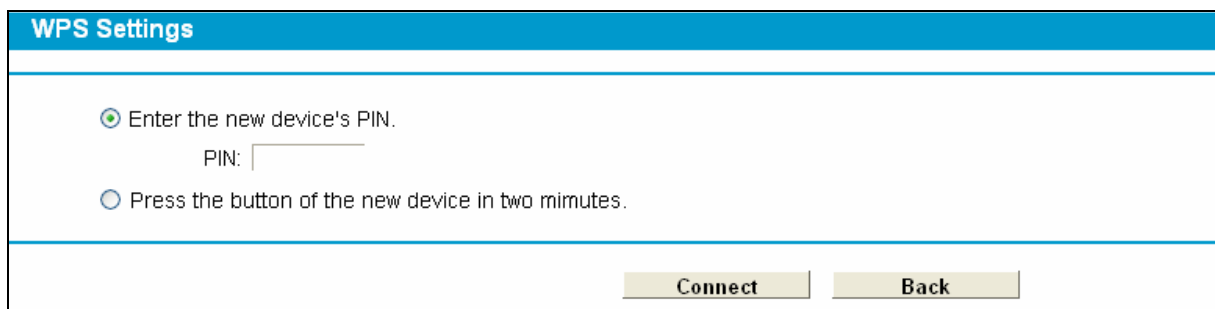 WPS Settings
Enter the new device's PIN.
PIN:
Press the button of the new device in two mimutes.
Connect Back